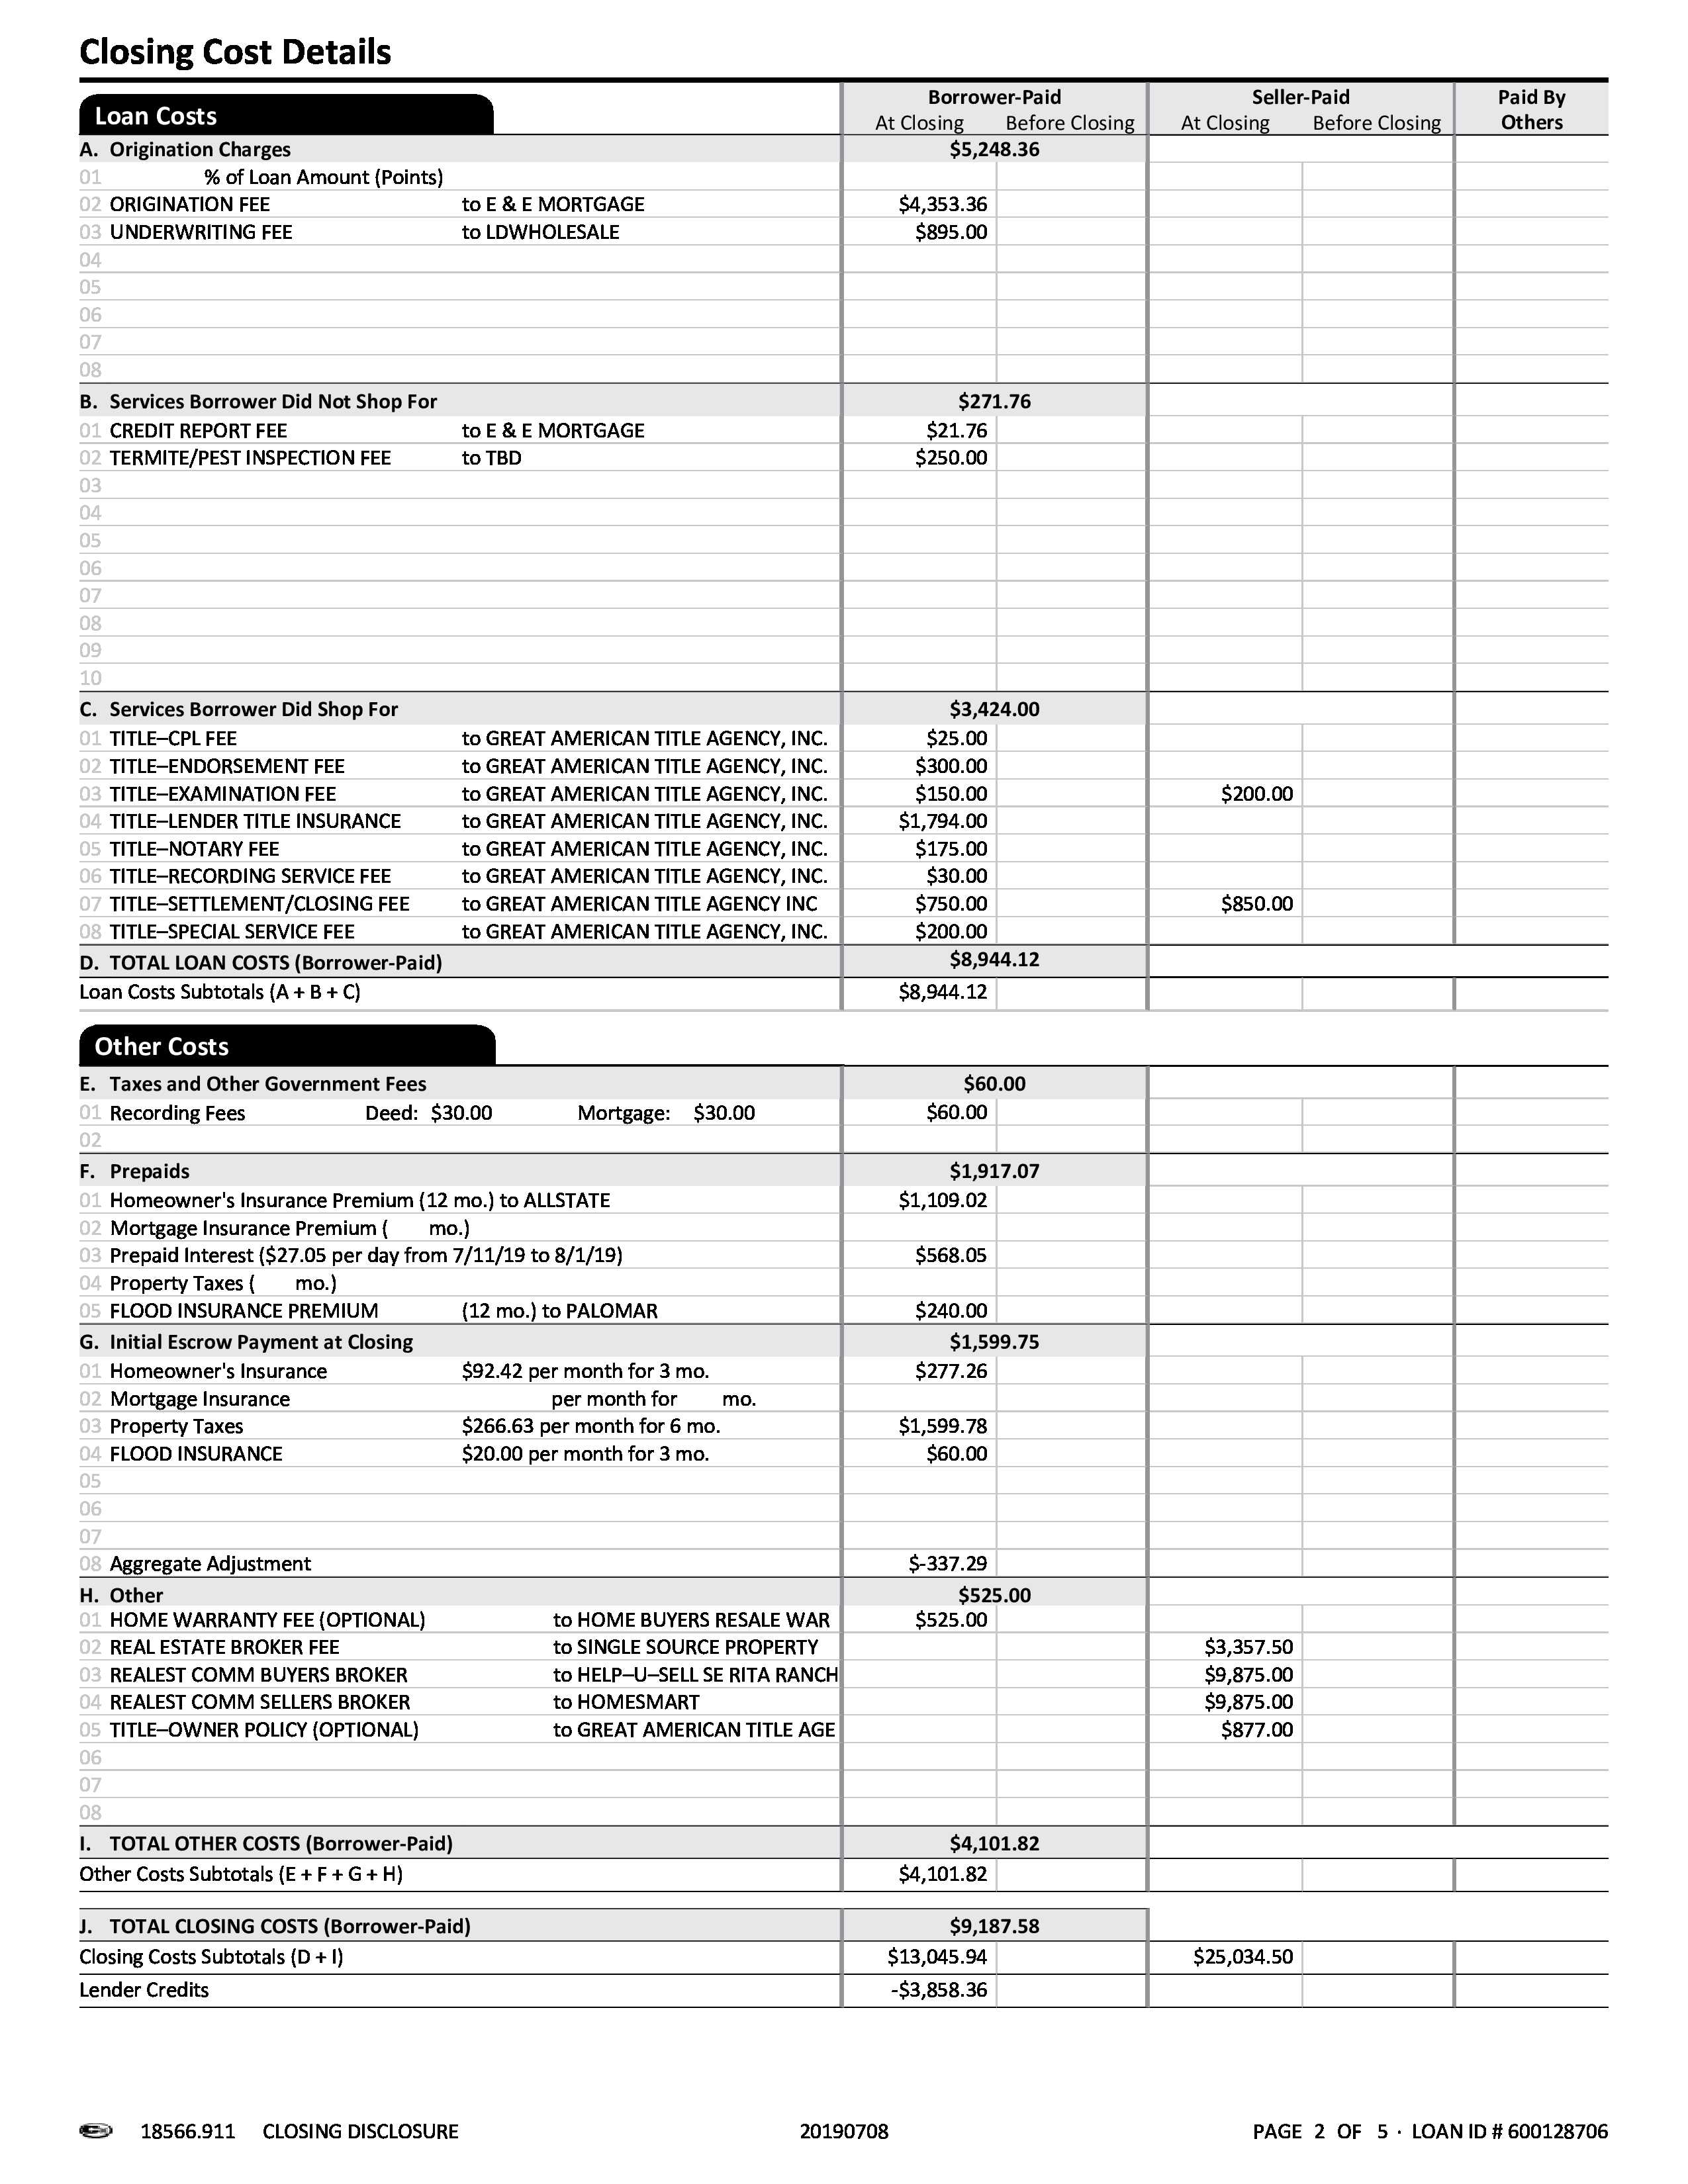 Closing Cost Details
Loan Costs
Borrower-Paid Seller-Paid Paid By
At Closing Before Closing At Closing Before Closing Others
A. Origination Charges $5,248.36
01 % of Loan Amount (Points)
02 ORIGINATION FEE to E & E MORTGAGE $4,353.36
03 UNDERWRITING FEE to LDWHOLESALE $895.00
04
05
06
07
08
B. Services Borrower Did Not Shop For $271.76
01 CREDIT REPORT FEE to E & E MORTGAGE $21.76
02 TERMITE/PEST INSPECTION FEE to TBD $250.00
03
04
05
06
07
08
09
10
C. Services Borrower Did Shop For $3,424.00
01 TITLE–CPL FEE to GREAT AMERICAN TITLE AGENCY, INC. $25.00
02 TITLE–ENDORSEMENT FEE to GREAT AMERICAN TITLE AGENCY, INC. $300.00
03 TITLE–EXAMINATION FEE to GREAT AMERICAN TITLE AGENCY, INC. $150.00 $200.00
04 TITLE–LENDER TITLE INSURANCE to GREAT AMERICAN TITLE AGENCY, INC. $1,794.00
05 TITLE–NOTARY FEE to GREAT AMERICAN TITLE AGENCY, INC. $175.00
06 TITLE–RECORDING SERVICE FEE to GREAT AMERICAN TITLE AGENCY, INC. $30.00
07 TITLE–SETTLEMENT/CLOSING FEE to GREAT AMERICAN TITLE AGENCY INC $750.00 $850.00
08 TITLE–SPECIAL SERVICE FEE to GREAT AMERICAN TITLE AGENCY, INC. $200.00
D. TOTAL LOAN COSTS (Borrower-Paid) $8,944.12
Loan Costs Subtotals (A + B + C) $8,944.12
Other Costs
E. Taxes and Other Government Fees $60.00
01 Recording Fees Deed: $30.00 Mortgage: $30.00 $60.00
02
F. Prepaids $1,917.07
01 Homeowner's Insurance Premium (12 mo.) to ALLSTATE $1,109.02
02 Mortgage Insurance Premium ( mo.)
03 Prepaid Interest ($27.05 per day from 7/11/19 to 8/1/19) $568.05
04 Property Taxes ( mo.)
05 FLOOD INSURANCE PREMIUM (12 mo.) to PALOMAR $240.00
G. Initial Escrow Payment at Closing $1,599.75
01 Homeowner's Insurance $92.42 per month for 3 mo. $277.26
02 Mortgage Insurance per month for mo.
03 Property Taxes $266.63 per month for 6 mo. $1,599.78
04 FLOOD INSURANCE $20.00 per month for 3 mo. $60.00
05
06
07
08 Aggregate Adjustment $-337.29
H. Other $525.00
01 HOME WARRANTY FEE (OPTIONAL) to HOME BUYERS RESALE WAR $525.00
02 REAL ESTATE BROKER FEE to SINGLE SOURCE PROPERTY $3,357.50
03 REALEST COMM BUYERS BROKER to HELP–U–SELL SE RITA RANCH $9,875.00
04 REALEST COMM SELLERS BROKER to HOMESMART $9,875.00
05 TITLE–OWNER POLICY (OPTIONAL) to GREAT AMERICAN TITLE AGE $877.00
06
07
08
I. TOTAL OTHER COSTS (Borrower-Paid) $4,101.82
Other Costs Subtotals (E + F + G + H) $4,101.82
J. TOTAL CLOSING COSTS (Borrower-Paid) $9,187.58
Closing Costs Subtotals (D + I) $13,045.94 $25,034.50
Lender Credits -$3,858.36
18566.911 CLOSING DISCLOSURE 20190708 PAGE 2 OF 5 · LOAN ID # 600128706